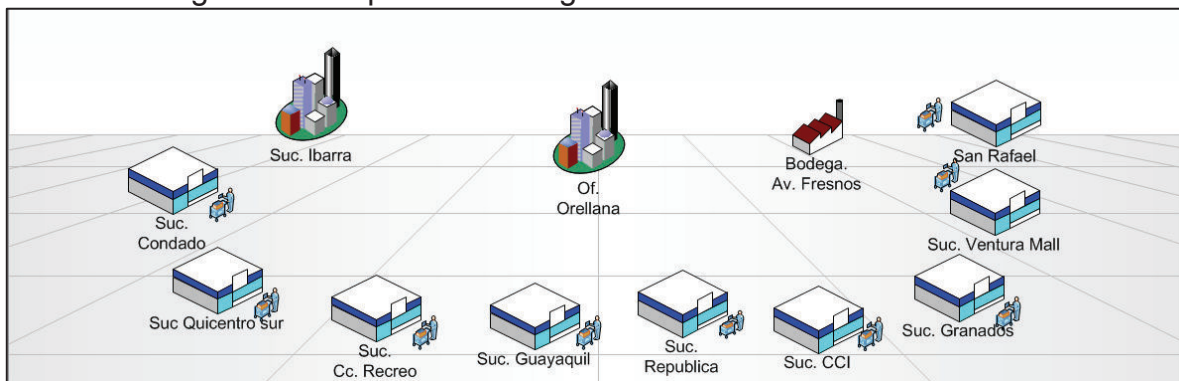 Suc. Ibarra
Of.
Orellana
Bodega.
Av. Fresnos
San Rafael
Suc.
Condado
Suc. Ventura Mall
Suc Quicentro sur
Suc.
Cc. Recreo
Suc. Guayaquil
Suc.
Republica
Suc. CCI
Suc. Granados